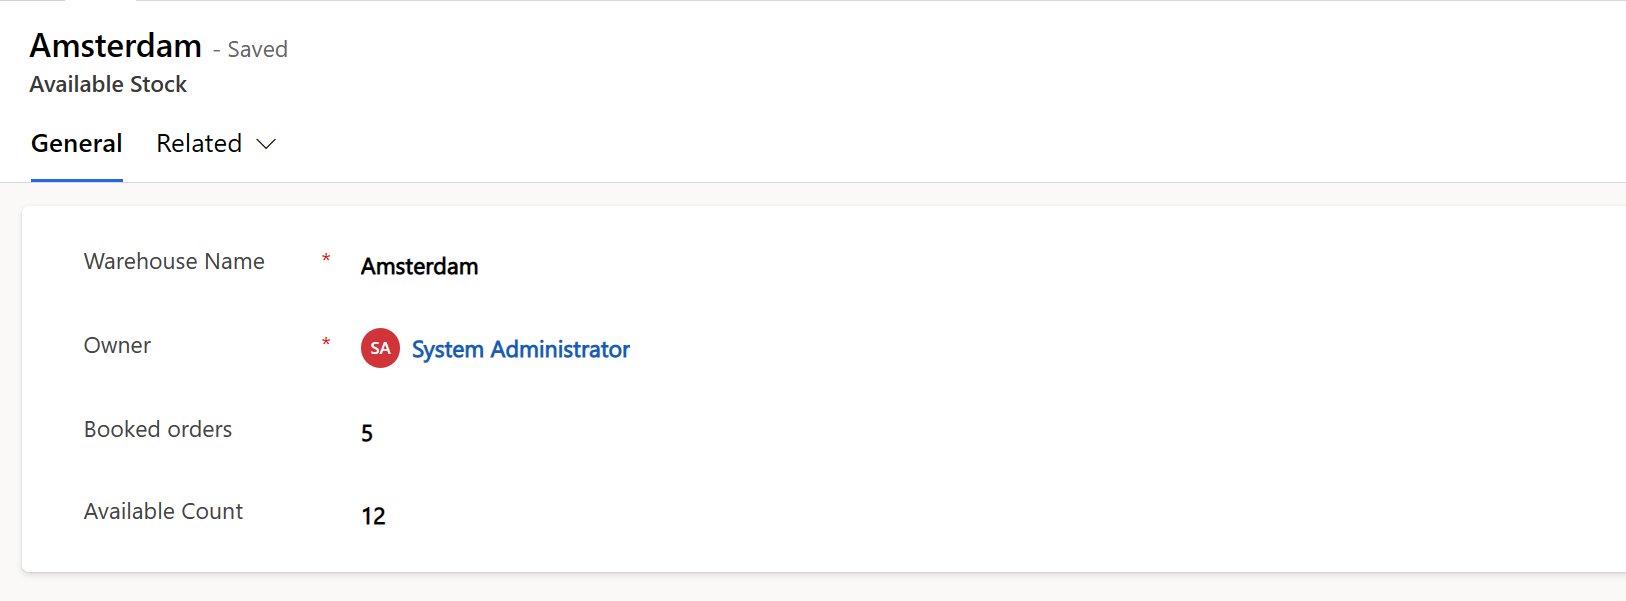 Amsterdam - Saved
Available Stock
General Related
Warehouse Name * Amsterdam
Owner * SA System Administrator
Booked orders 5
Available Count 12